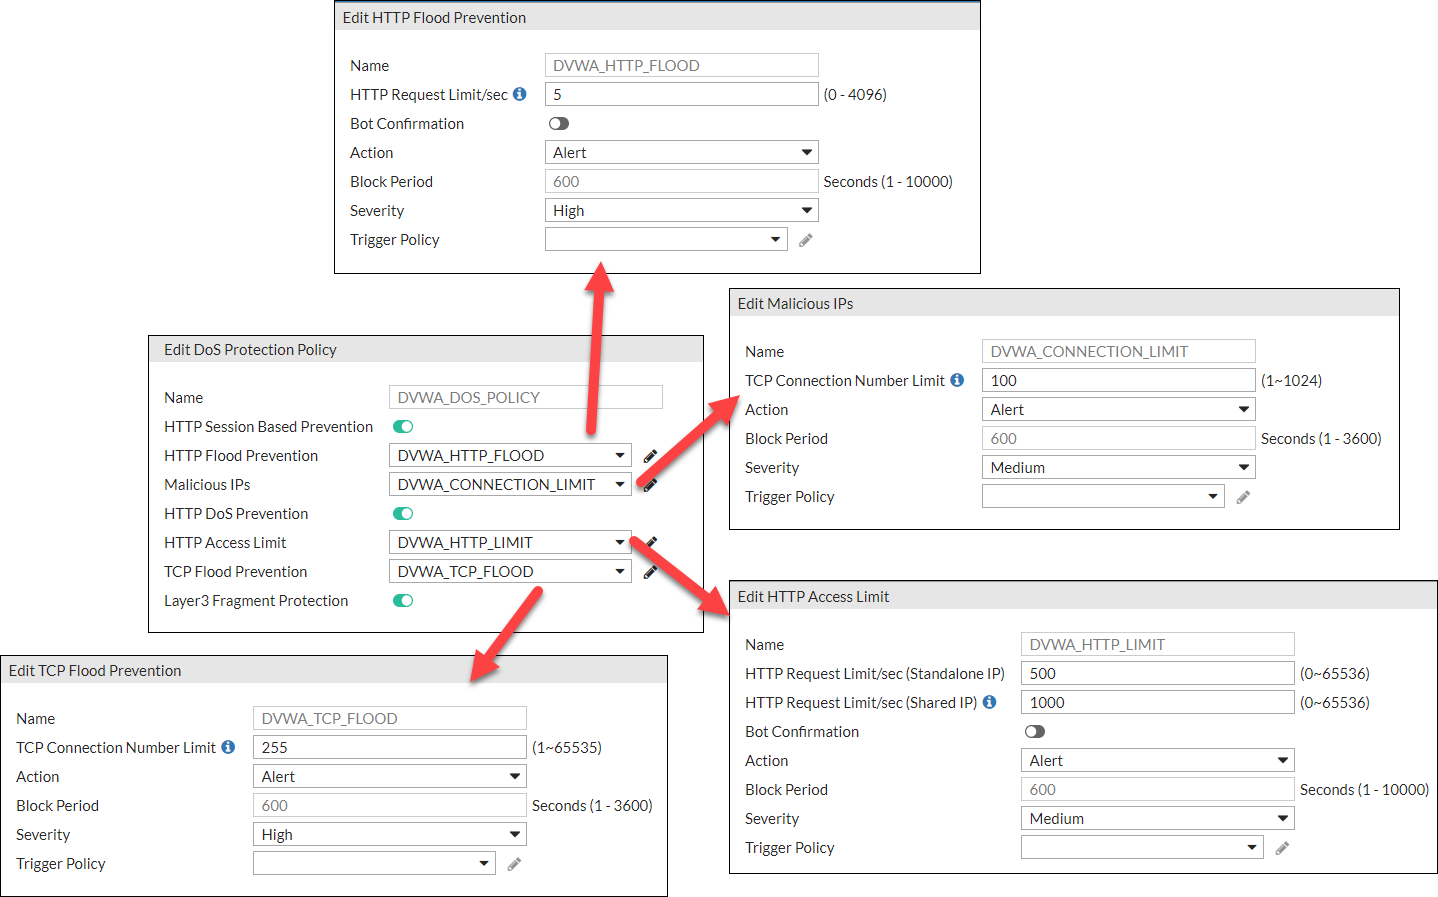 Edit HTTP Flood Prevention
Name DVWA_HTTP_FLOOD
HTTP Request Limit/sec 5 (0 - 4096)
Bot Confirmation
Action Alert
Block Period 600 Seconds (1 - 10000)
Severity High
Trigger Policy
Edit Malicious IPs
Name DVWA_CONNECTION_LIMIT
TCP Connection Number Limit 100 (1~1024)
Action Alert
Block Period 600 Seconds (1 - 3600)
Severity Medium
Trigger Policy
Edit DoS Protection Policy
Name DVWA_DOS_POLICY
HTTP Session Based Prevention
HTTP Flood Prevention DVWA_HTTP_FLOOD
Malicious IPs DVWA_CONNECTION_LIMIT
HTTP DoS Prevention
HTTP Access Limit DVWA_HTTP_LIMIT
TCP Flood Prevention DVWA_TCP_FLOOD
Layer3 Fragment Protection
Edit HTTP Access Limit
Name DVWA_HTTP_LIMIT
HTTP Request Limit/sec (Standalone IP) 500 (0~65536)
HTTP Request Limit/sec (Shared IP) 1000 (0~65536)
Bot Confirmation
Action Alert
Block Period 600 Seconds (1 - 10000)
Severity Medium
Trigger Policy
Edit TCP Flood Prevention
Name DVWA_TCP_FLOOD
TCP Connection Number Limit 255 (1~65535)
Action Alert
Block Period 600 Seconds (1 - 3600)
Severity High
Trigger Policy